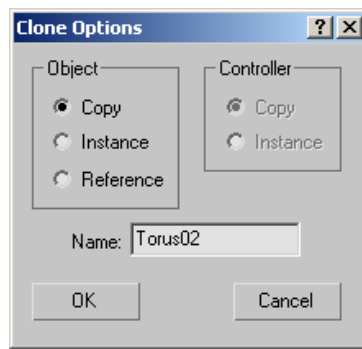 Clone Options
Object
Copy
Instance
Reference
Controller
Copy
Instance
Name: Torus02
OK
Cancel